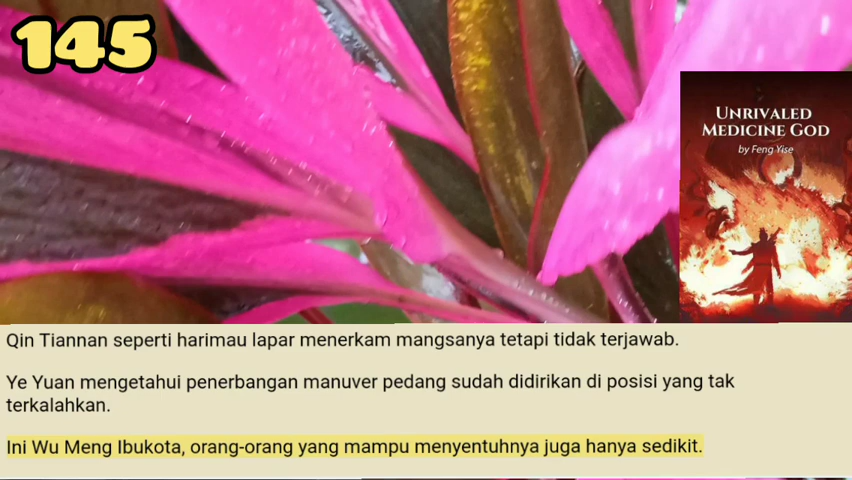 145
UNRIVALED
MEDICINE GOD
by Feng Yise
Qin Tiannan seperti harimau lapar menerkam mangsanya tetapi tidak terjawab.
Ye Yuan mengetahui penerbangan manuver pedang sudah didirikan di posisi yang tak
terkalahkan.
Ini Wu Meng Ibukota, orang-orang yang mampu menyentuhnya juga hanya sedikit.